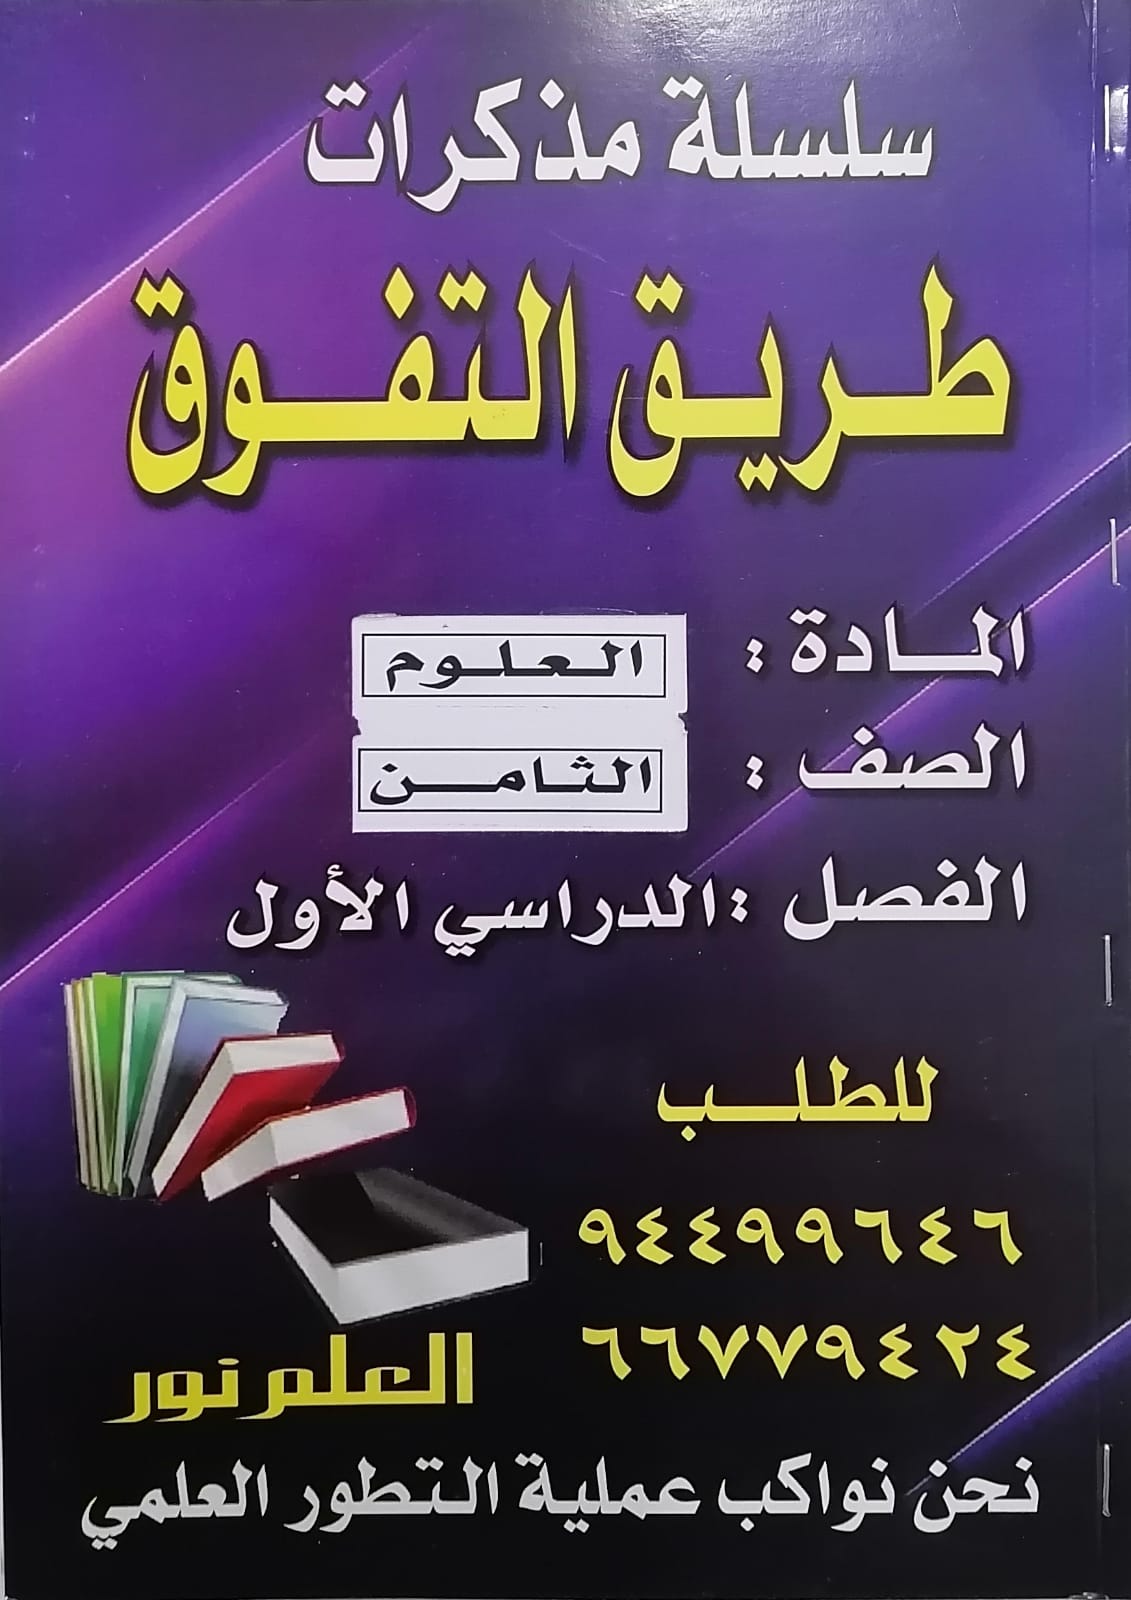 سلسلة مذكرات
طريق التفوق
المادة : العلوم
الصف : الثامن
الفصل : الدراسي الأول
للطلب
٩٤٤٩٩٦٤٦
٦٦٧٧٩٤٢٤
العلم نور
نحن نواكب عملية التطور العلمي